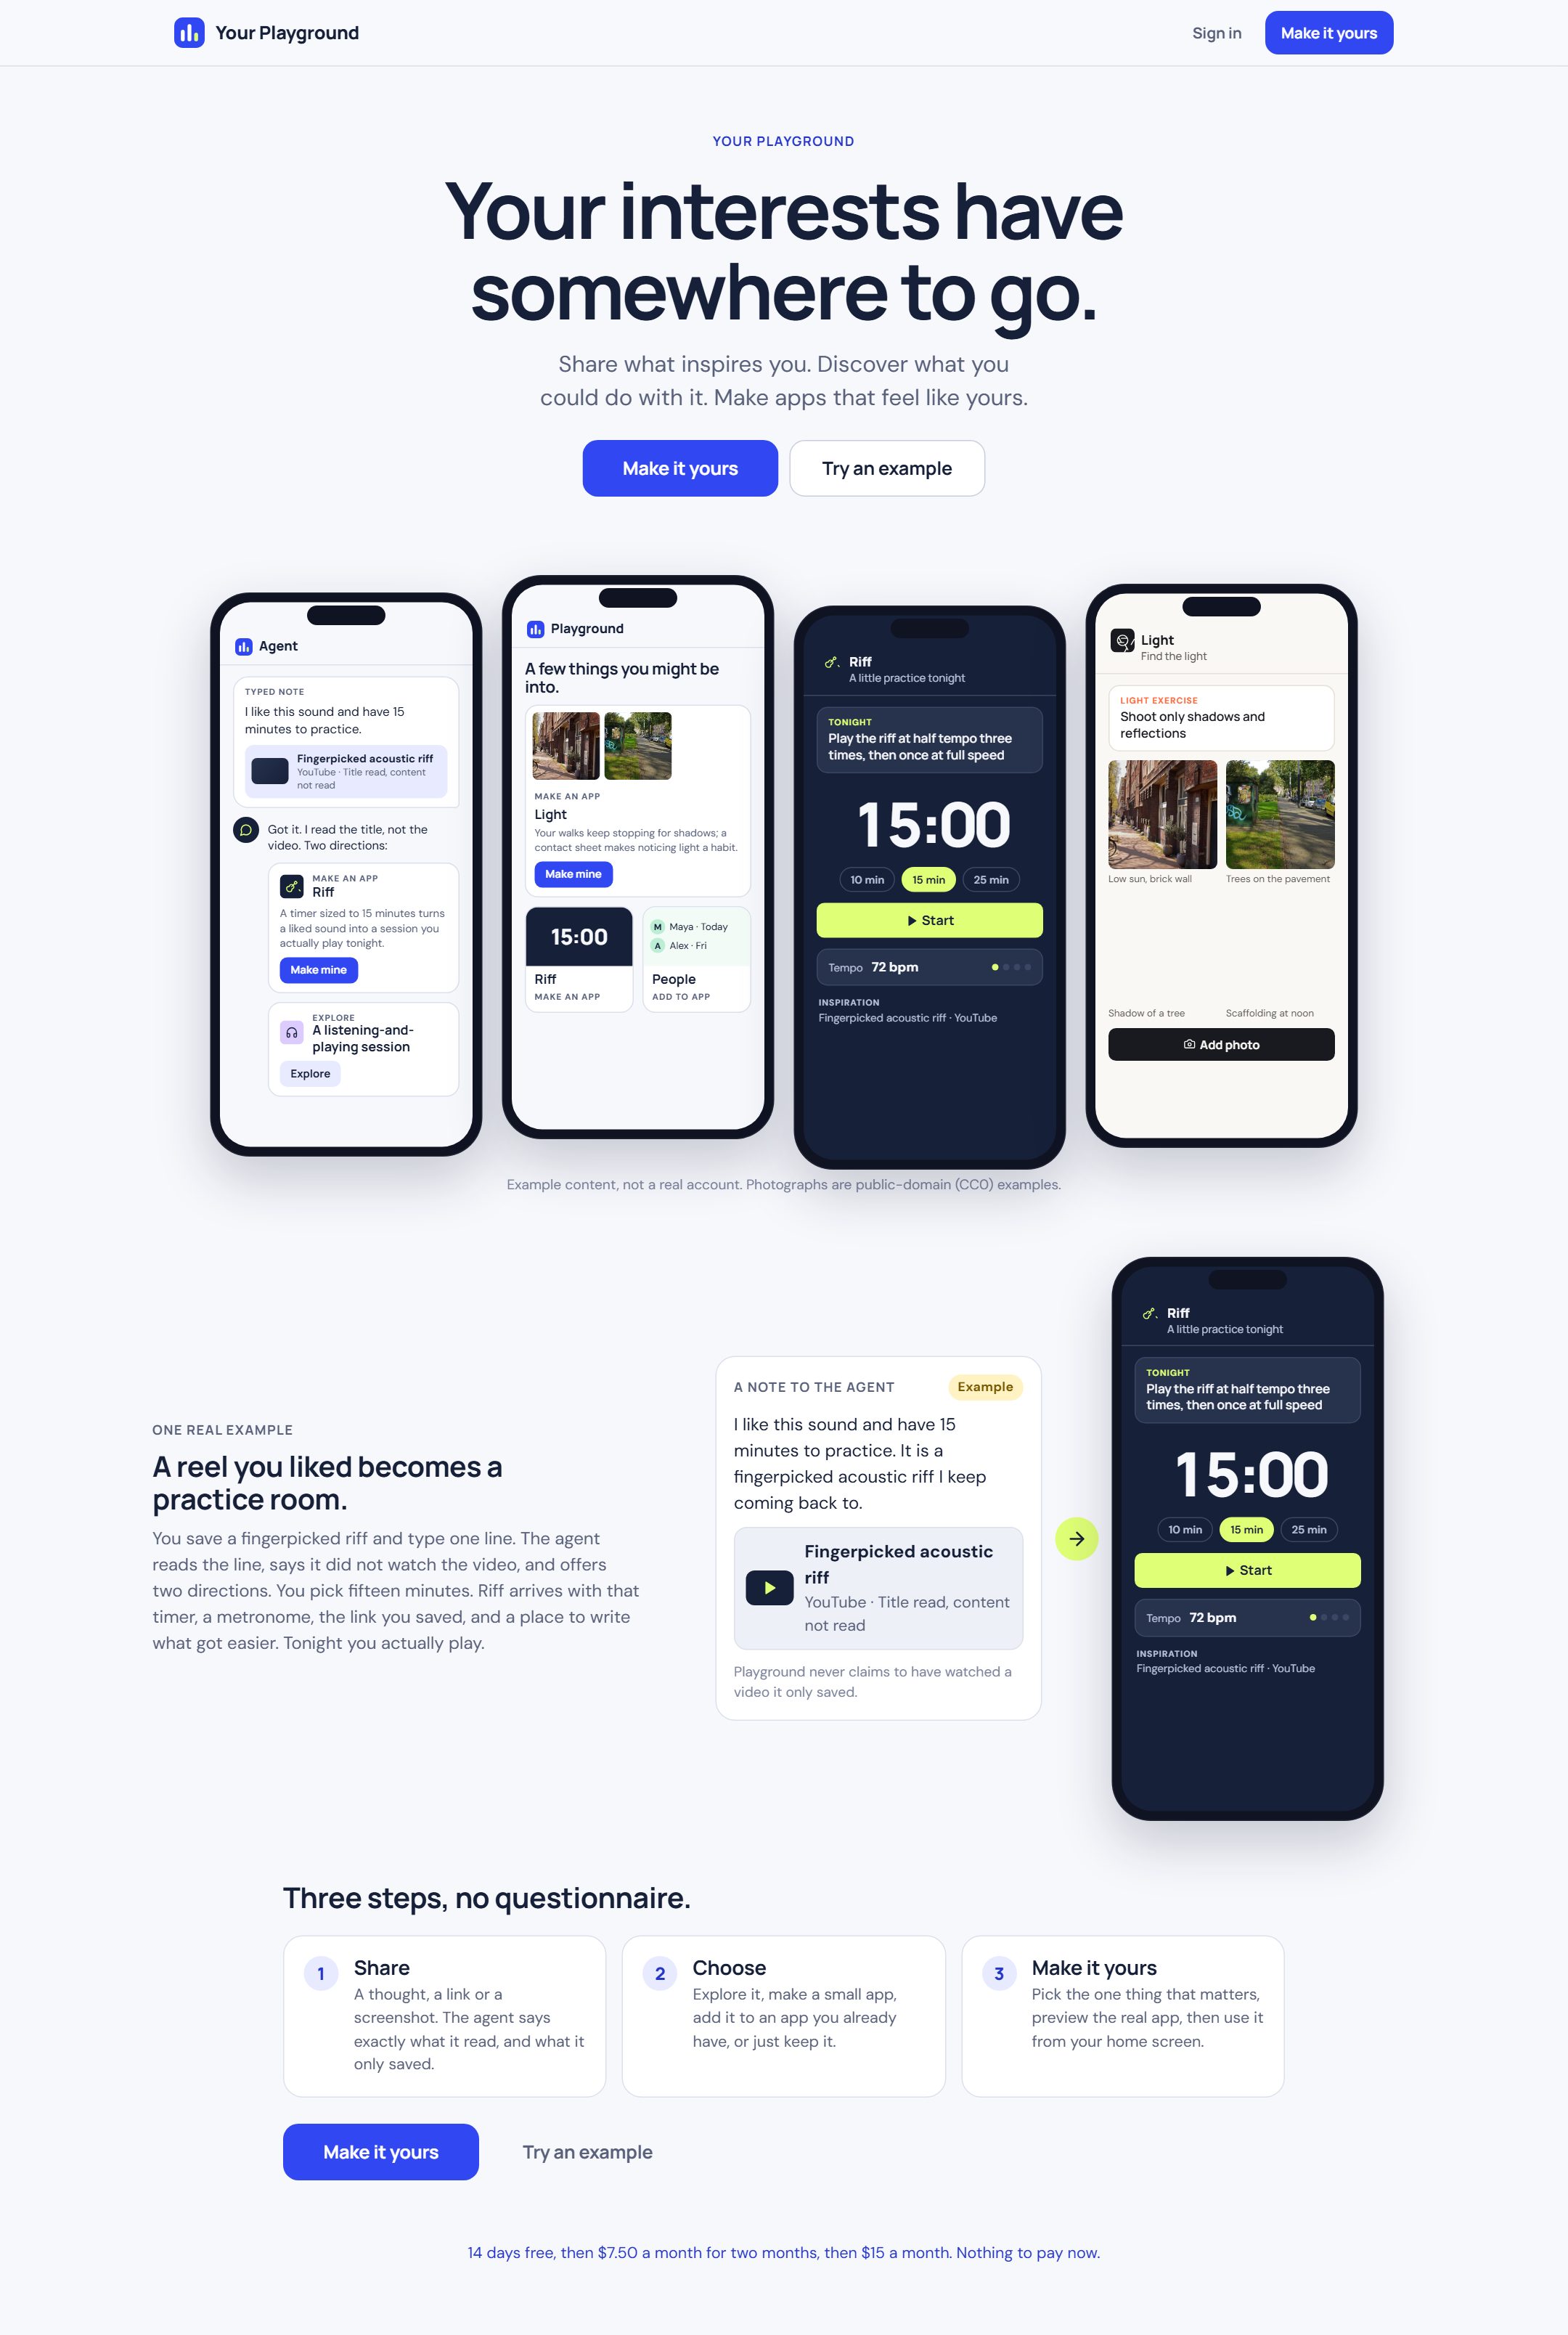 Your Playground
Sign in
Make it yours
YOUR PLAYGROUND
Your interests have
somewhere to go.
Share what inspires you. Discover what you
could do with it. Make apps that feel like yours.
Make it yours
Try an example
Agent
TYPED NOTE
I like this sound and have 15
minutes to practice.
Fingerpicked acoustic riff
YouTube · Title read, content
not read
Got it. I read the title, not the
video. Two directions:
MAKE AN APP
Riff
A timer sized to 15 minutes turns
a liked sound into a session you
actually play tonight.
Make mine
EXPLORE
A listening-and-
playing session
Explore
Playground
A few things you might be
into.
MAKE AN APP
Light
Your walks keep stopping for shadows; a
contact sheet makes noticing light a habit.
Make mine
15:00
Riff
MAKE AN APP
M Maya · Today
A Alex · Fri
People
ADD TO APP
Riff
A little practice tonight
TONIGHT
Play the riff at half tempo three
times, then once at full speed
15:00
10 min
15 min
25 min
Start
Tempo 72 bpm
INSPIRATION
Fingerpicked acoustic riff · YouTube
Light
Find the light
LIGHT EXERCISE
Shoot only shadows and
reflections
Low sun, brick wall
Trees on the pavement
Shadow of a tree
Scaffolding at noon
Add photo
Example content, not a real account. Photographs are public-domain (CC0) examples.
ONE REAL EXAMPLE
A reel you liked becomes a
practice room.
You save a fingerpicked riff and type one line. The agent
reads the line, says it did not watch the video, and offers
two directions. You pick fifteen minutes. Riff arrives with that
timer, a metronome, the link you saved, and a place to write
what got easier. Tonight you actually play.
A NOTE TO THE AGENT
Example
I like this sound and have 15
minutes to practice. It is a
fingerpicked acoustic riff I keep
coming back to.
Fingerpicked acoustic
riff
YouTube · Title read, content
not read
Playground never claims to have watched a
video it only saved.
Riff
A little practice tonight
TONIGHT
Play the riff at half tempo three
times, then once at full speed
15:00
10 min
15 min
25 min
Start
Tempo 72 bpm
INSPIRATION
Fingerpicked acoustic riff · YouTube
Three steps, no questionnaire.
1
Share
A thought, a link or a
screenshot. The agent says
exactly what it read, and what it
only saved.
2
Choose
Explore it, make a small app,
add it to an app you already
have, or just keep it.
3
Make it yours
Pick the one thing that matters,
preview the real app, then use it
from your home screen.
Make it yours
Try an example
14 days free, then $7.50 a month for two months, then $15 a month. Nothing to pay now.